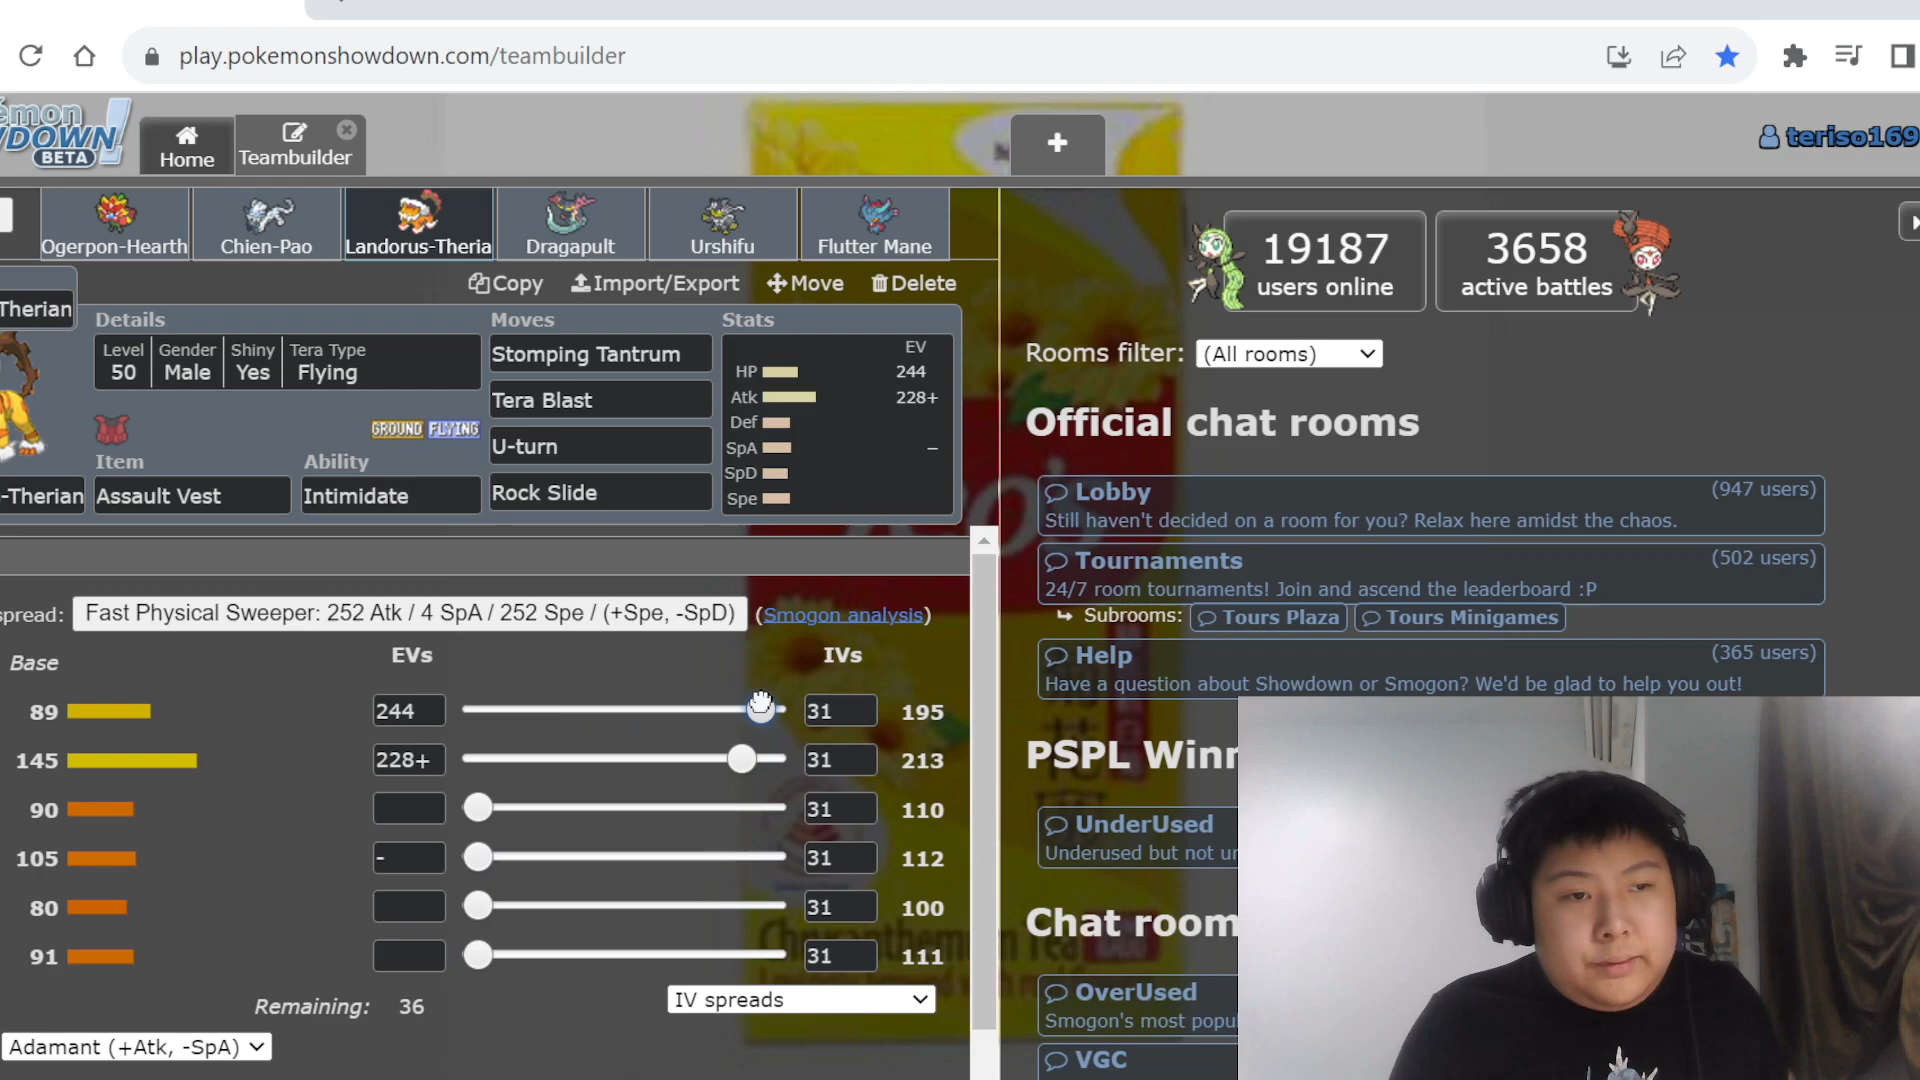 play.pokemonshowdown.com/teambuilder
émon
OWDOWN!
BETA
Home
Teambuilder
+
teriso169
Ogerpon-Hearth
Chien-Pao
Landorus-Theria
Dragapult
Urshifu
Flutter Mane
Copy
Import/Export
Move
Delete
19187
users online
3658
active battles
Therian
Details
Level
50
Gender
Male
Shiny
Yes
Tera Type
Flying
GROUND FLYING
Item
Assault Vest
Ability
Intimidate
-Therian
Moves
Stomping Tantrum
Tera Blast
U-turn
Rock Slide
Stats
EV
HP 244
Atk 228+
Def
SpA –
SpD
Spe
Rooms filter: (All rooms)
Official chat rooms
Lobby (947 users)
Still haven't decided on a room for you? Relax here amidst the chaos.
Tournaments (502 users)
24/7 room tournaments! Join and ascend the leaderboard :P
Subrooms: Tours Plaza Tours Minigames
Help (365 users)
Have a question about Showdown or Smogon? We'd be glad to help you out!
PSPL Winn
UnderUsed
Underused but not un
Chat room
OverUsed
Smogon's most popul
VGC
spread: Fast Physical Sweeper: 252 Atk / 4 SpA / 252 Spe / (+Spe, -SpD) (Smogon analysis)
Base EVs IVs
89 244 31 195
145 228+ 31 213
90 31 110
105 - 31 112
80 31 100
91 31 111
Remaining: 36
IV spreads
Adamant (+Atk, -SpA)